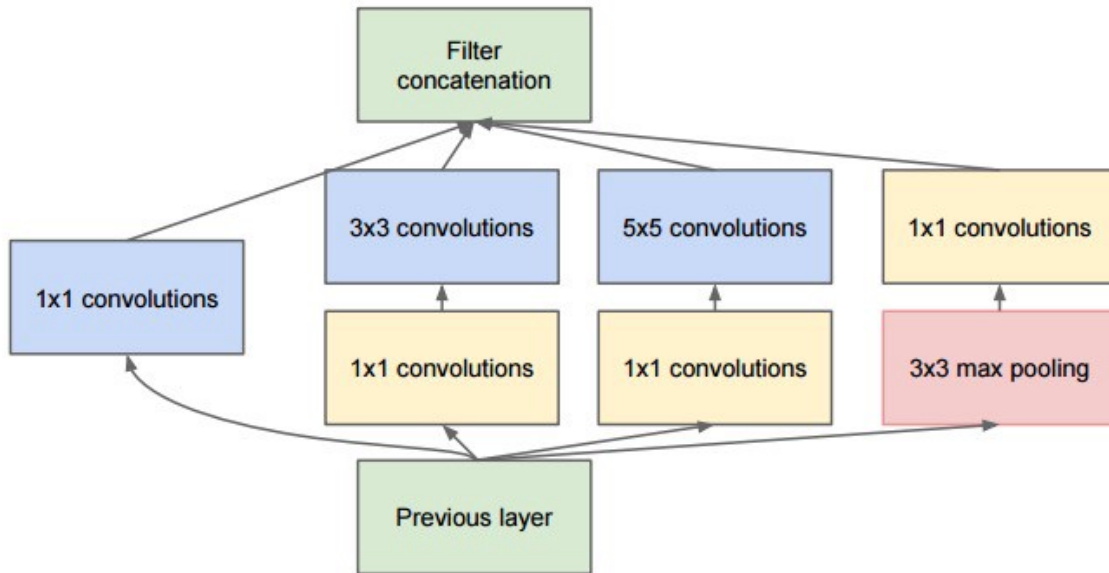 Filter
concatenation
3x3 convolutions
5x5 convolutions
1x1 convolutions
1x1 convolutions
1x1 convolutions
1x1 convolutions
3x3 max pooling
Previous layer